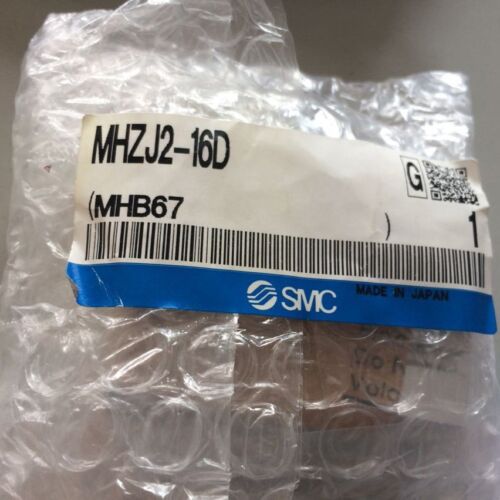 MHZJ2-16D
G
(MHB67 )
1
SMC
MADE IN JAPAN